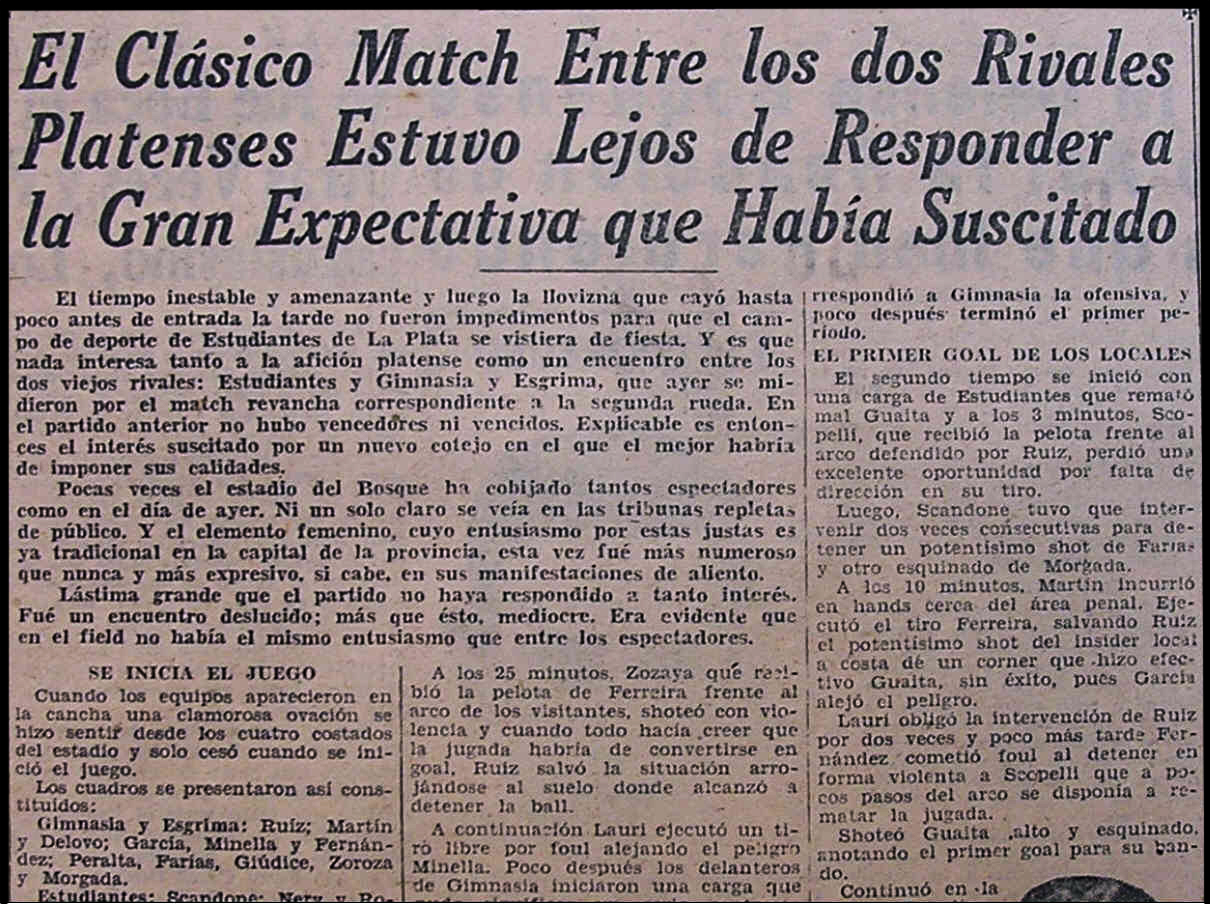 El Clásico Match Entre los dos Rivales
Platenses Estuvo Lejos de Responder a
la Gran Expectativa que Había Suscitado
El tiempo inestable y amenazante y luego la llovizna que cayó hasta
poco antes de entrada la tarde no fueron impedimentos para que el cam-
po de deporte de Estudiantes de La Plata se vistiera de fiesta. Y es que
nada interesa tanto a la afición platense como un encuentro entre los
dos viejos rivales: Estudiantes y Gimnasia y Esgrima, que ayer se mi-
dieron por el match revancha correspondiente a la segunda rueda. En
el partido anterior no hubo vencedores ni vencidos. Explicable es enton-
ces el interés suscitado por un nuevo cotejo en el que el mejor habría
de imponer sus calidades.
Pocas veces el estadio del Bosque ha cobijado tantos espectadores
como en el día de ayer. Ni un solo claro se veía en las tribunas repletas
de público. Y el elemento femenino, cuyo entusiasmo por estas justas es
ya tradicional en la capital de la provincia, esta vez fué más numeroso
que nunca y más expresivo, si cabe, en sus manifestaciones de aliento.
Lástima grande que el partido no haya respondido a tanto interés.
Fué un encuentro deslucido; más que ésto, mediocre. Era evidente que
en el field no había el mismo entusiasmo que entre los espectadores.
SE INICIA EL JUEGO
Cuando los equipos aparecieron en
la cancha una clamorosa ovación se
hizo sentir desde los cuatro costados
del estadio y solo cesó cuando se ini-
ció el juego.
Los cuadros se presentaron así cons-
tituídos:
Gimnasia y Esgrima: Ruiz; Martín
y Delovo; García, Minella y Fernán-
dez; Peralta, Farías, Giúdice, Zoroza
y Morgada.
Estudiantes: Scandone; Nery y Ro-
A los 25 minutos, Zozaya qué reci-
bió la pelota de Ferreira frente al
arco de los visitantes, shoteó con vio-
lencia y cuando todo hacía creer que
la jugada habría de convertirse en
goal, Ruiz salvó la situación arro-
jándose al suelo donde alcanzó a
detener la ball.
A continuación Lauri ejecutó un ti-
ro libre por foul alejando el peligro
Minella. Poco después los delanteros
de Gimnasia iniciaron una carga que
rrespondió a Gimnasia la ofensiva, y
poco después terminó el primer pe-
ríodo.
EL PRIMER GOAL DE LOS LOCALES
El segundo tiempo se inició con
una carga de Estudiantes que remató
mal Guaita y a los 3 minutos, Sco-
pelli, que recibió la pelota frente al
arco defendido por Ruiz, perdió una
excelente oportunidad por falta de
dirección en su tiro.
Luego, Scandone tuvo que inter-
venir dos veces consecutivas para de-
tener un potentísimo shot de Farías
y otro esquinado de Morgada.
A los 10 minutos, Martín incurrió
en hands cerca del área penal. Eje-
cutó el tiro Ferreira, salvando Ruiz
el potentísimo shot del insider local
a costa dé un corner que hizo efec-
tivo Guaita, sin éxito, pues García
alejó el peligro.
Lauri obligó la intervención de Ruiz
por dos veces y poco más tarde Fer-
nández cometió foul al detener en
forma violenta a Scopelli que a po-
cos pasos del arco se disponía a re-
matar la jugada.
Shoteó Guaita alto y esquinado,
anotando el primer goal para su ban-
do.
Continuó en la